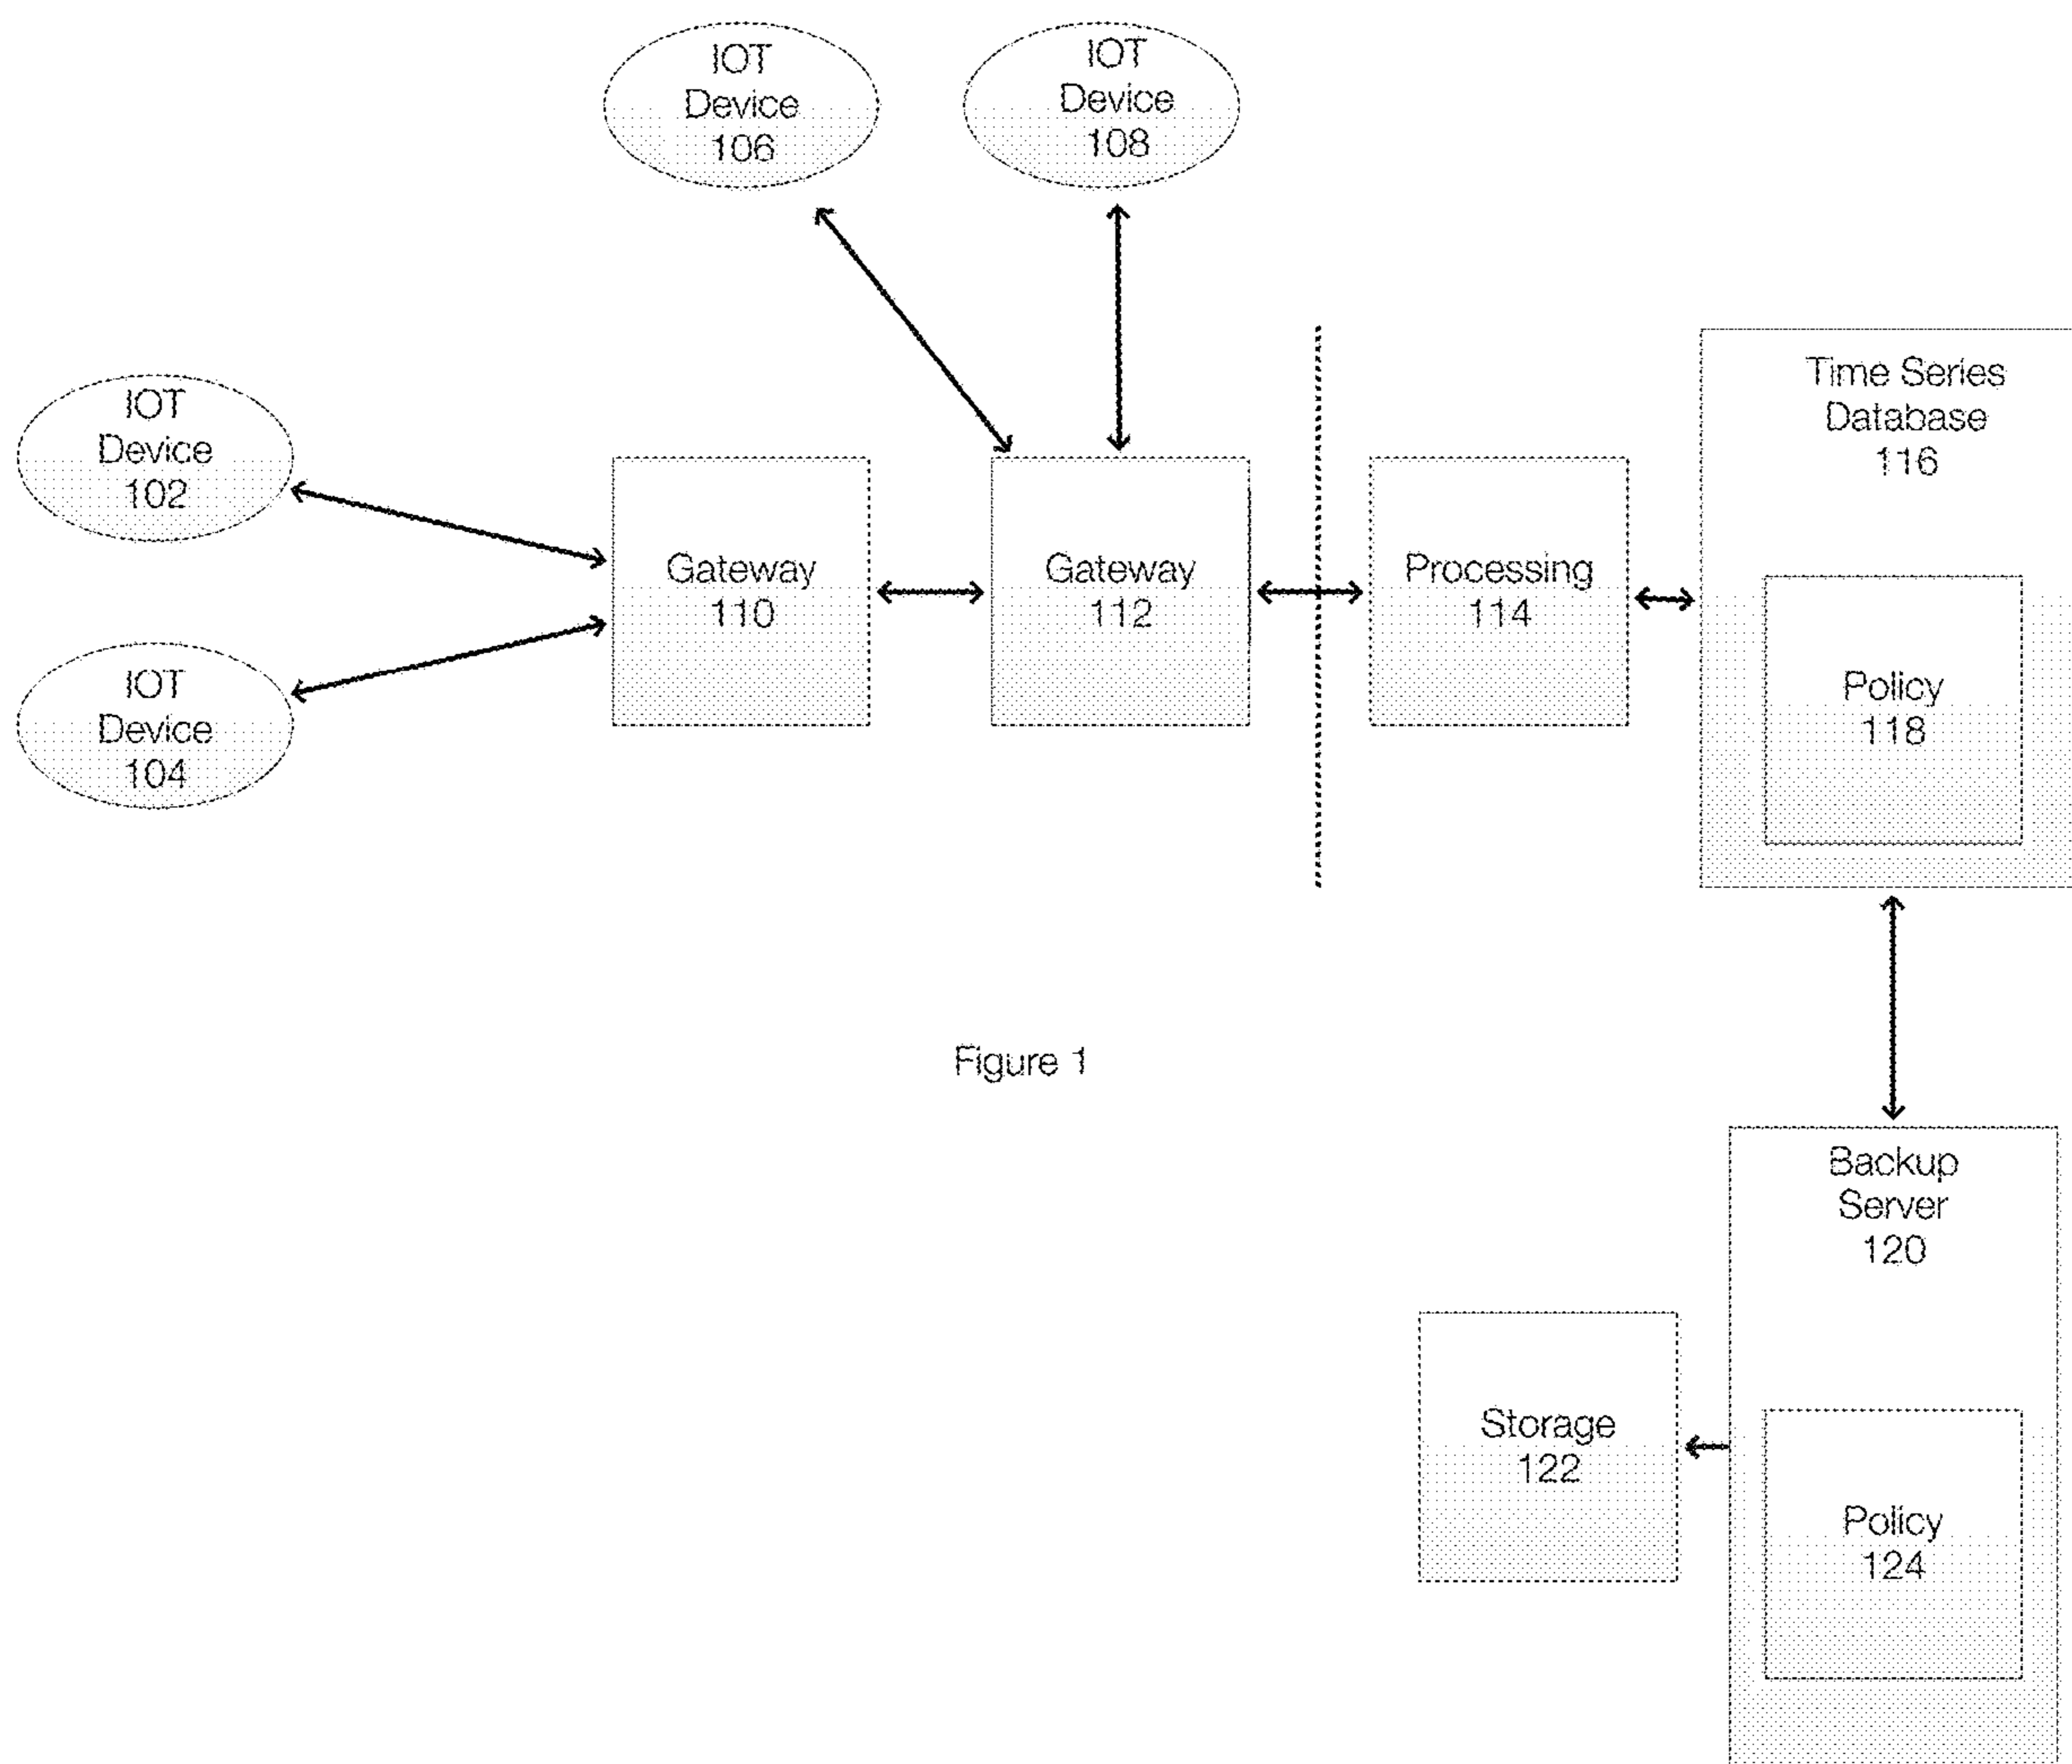 IOT
Device
106
IOT
Device
108
IOT
Device
102
IOT
Device
104
Gateway
110
Gateway
112
Processing
114
Time Series
Database
116
Policy
118
Figure 1
Backup
Server
120
Storage
122
Policy
124